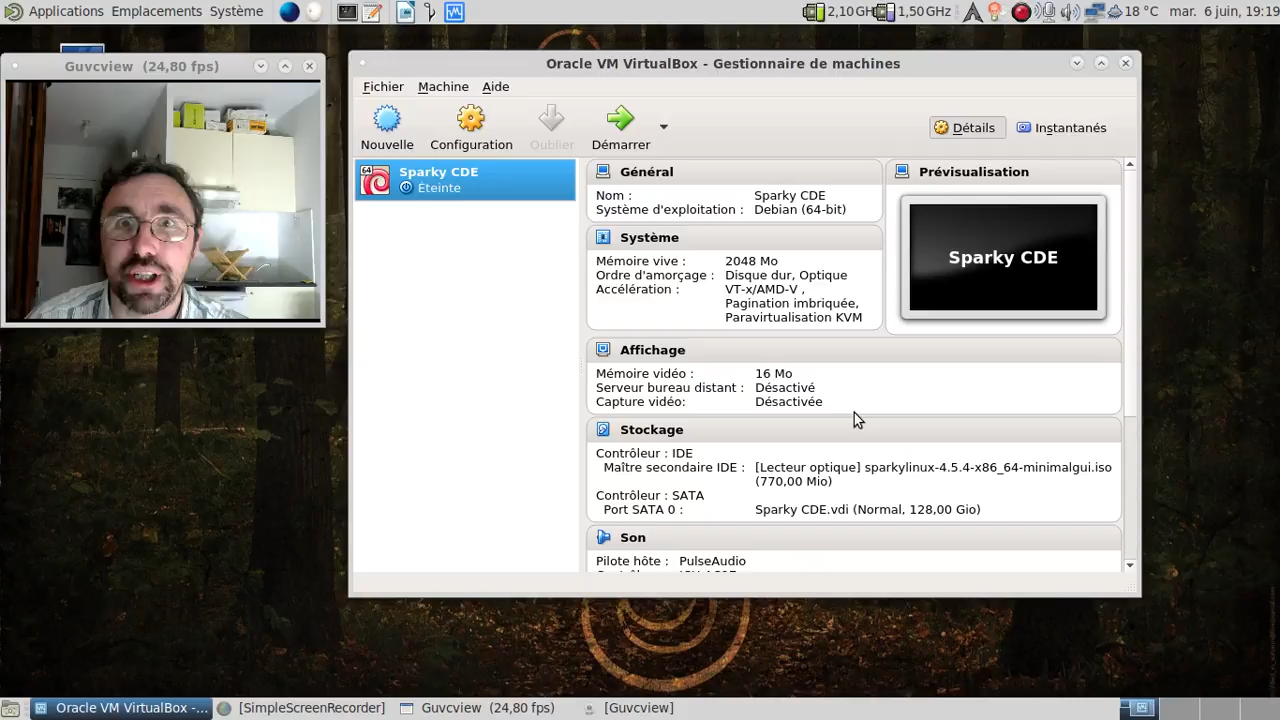 Applications Emplacements Système
2,10 GHz 1,50 GHz 18 °C mar. 6 juin, 19:19
Guvcview (24,80 fps)
Oracle VM VirtualBox - Gestionnaire de machines
Fichier Machine Aide
Nouvelle Configuration Oublier Démarrer
Détails Instantanés
64 Sparky CDE
Éteinte
Général
Nom : Sparky CDE
Système d'exploitation : Debian (64-bit)
Système
Mémoire vive : 2048 Mo
Ordre d'amorçage : Disque dur, Optique
Accélération : VT-x/AMD-V ,
Pagination imbriquée,
Paravirtualisation KVM
Prévisualisation
Sparky CDE
Affichage
Mémoire vidéo : 16 Mo
Serveur bureau distant : Désactivé
Capture vidéo: Désactivée
Stockage
Contrôleur : IDE
Maître secondaire IDE : [Lecteur optique] sparkylinux-4.5.4-x86_64-minimalgui.iso
(770,00 Mio)
Contrôleur : SATA
Port SATA 0 : Sparky CDE.vdi (Normal, 128,00 Gio)
Son
Pilote hôte : PulseAudio
Oracle VM VirtualBox -... [SimpleScreenRecorder] Guvcview (24,80 fps) [Guvcview]